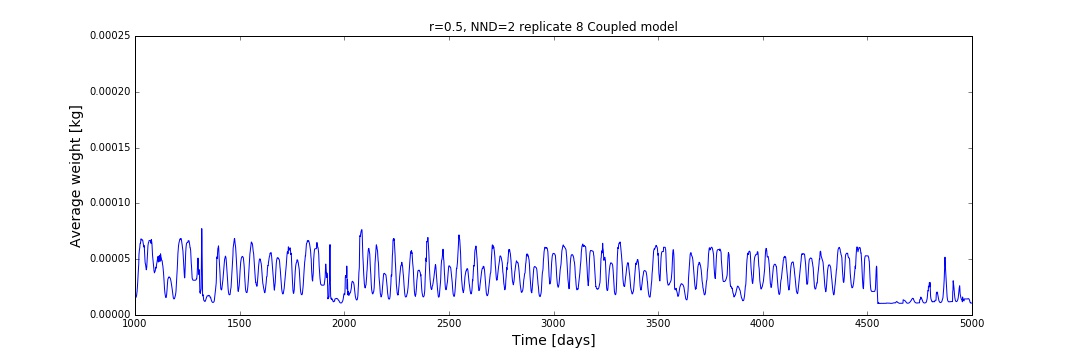 r=0.5, NND=2 replicate 8 Coupled model
0.00025
0.00020
0.00015
0.00010
0.00005
0.00000
Average weight [kg]
1000 1500 2000 2500 3000 3500 4000 4500 5000
Time [days]